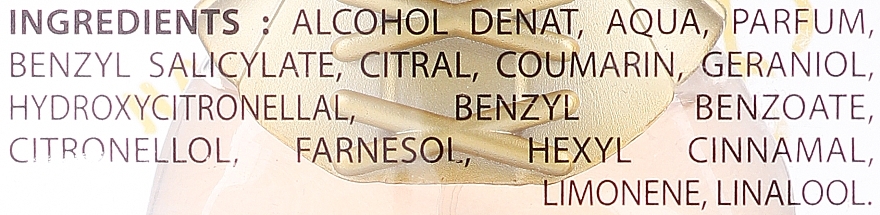 INGREDIENTS : ALCOHOL DENAT, AQUA, PARFUM,
BENZYL SALICYLATE, CITRAL, COUMARIN, GERANIOL,
HYDROXYCITRONELLAL, BENZYL BENZOATE,
CITRONELLOL, FARNESOL, HEXYL CINNAMAL,
LIMONENE, LINALOOL.